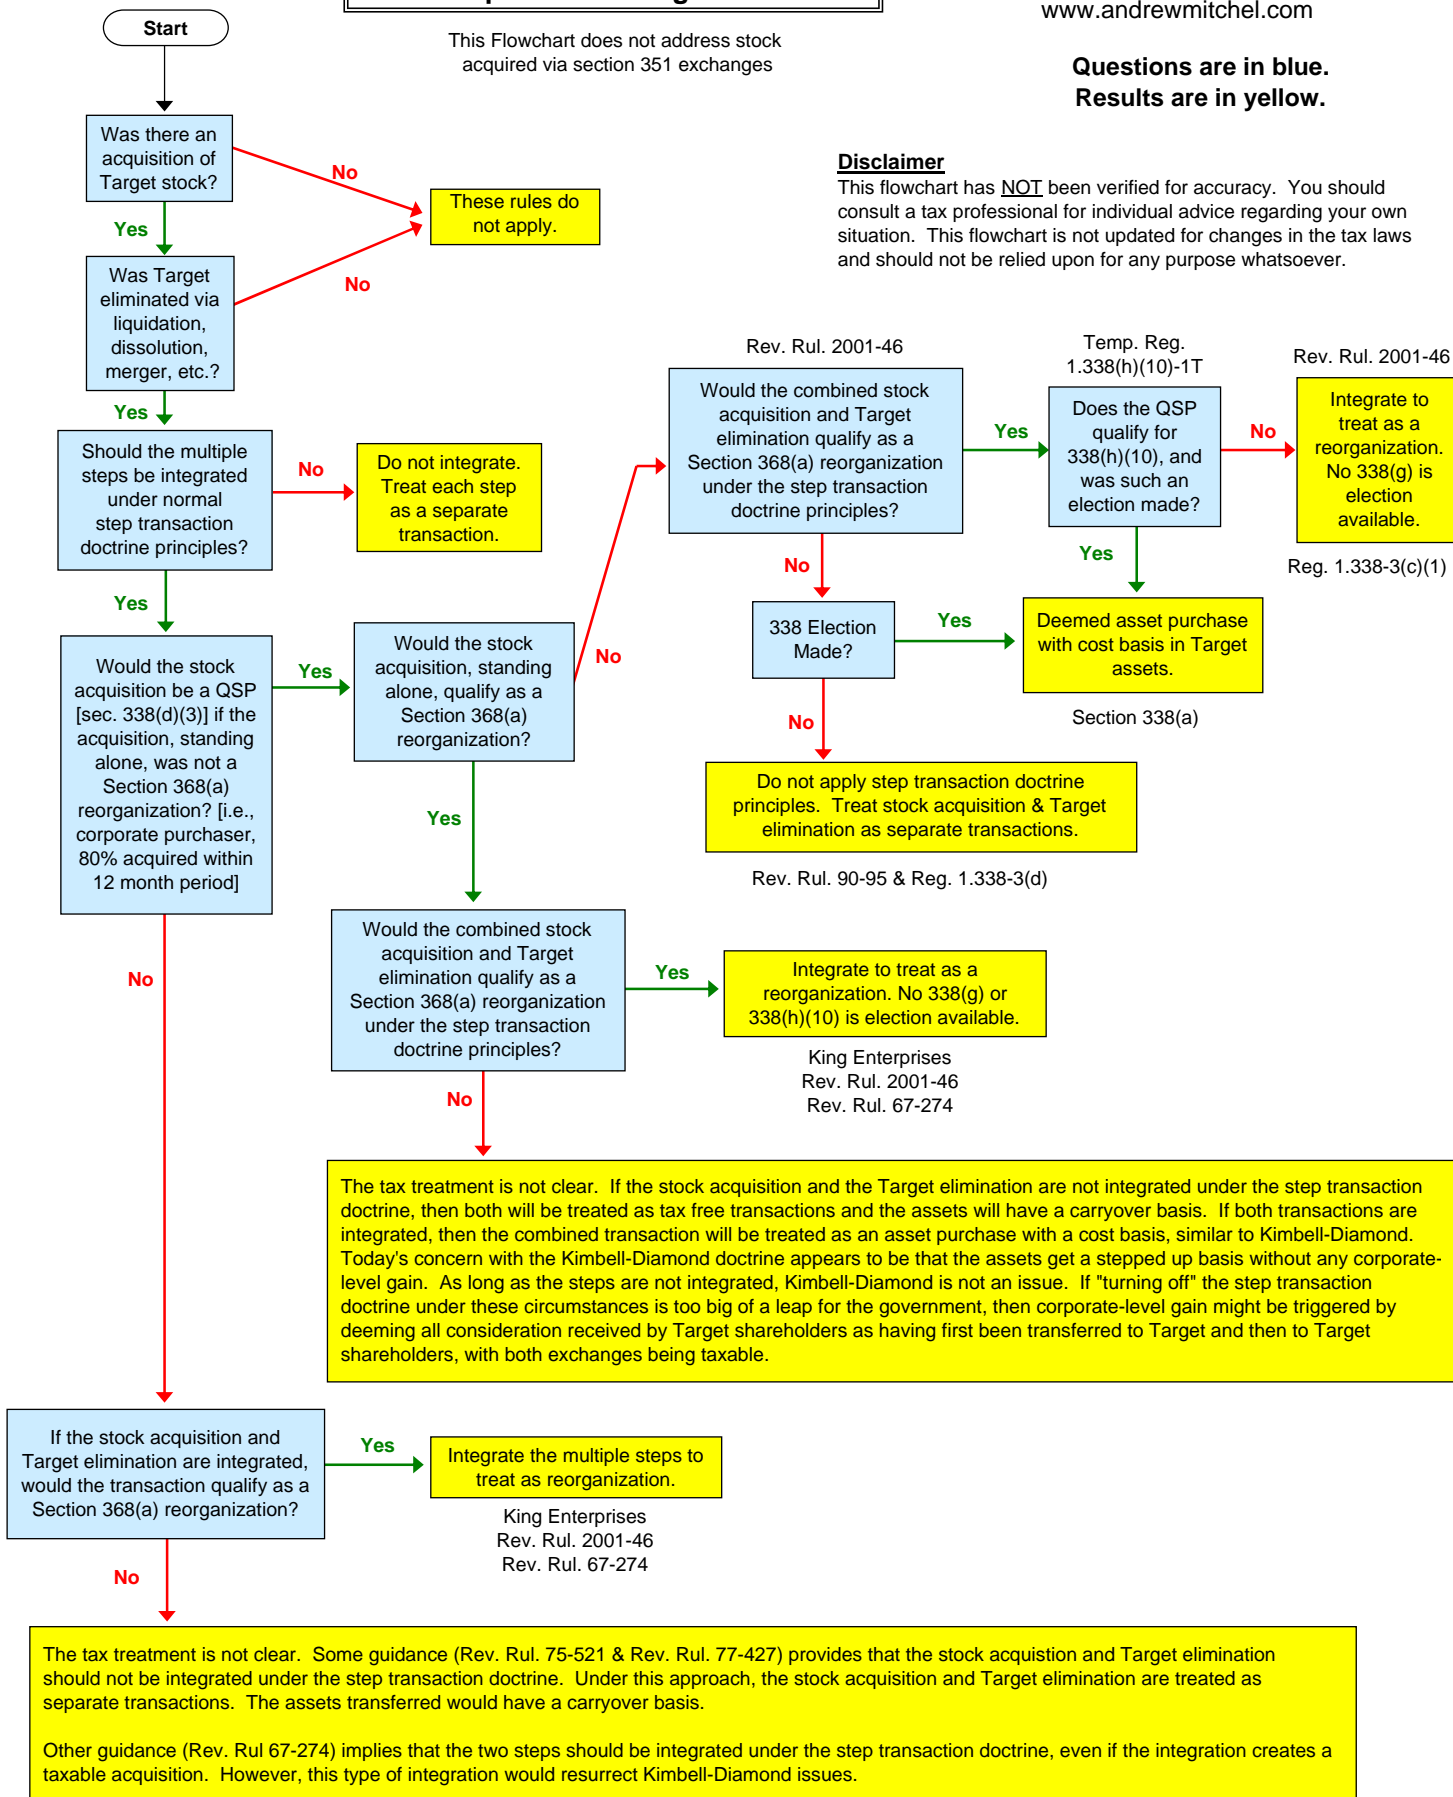 www.andrewmitchel.com
Start
This Flowchart does not address stock
acquired via section 351 exchanges
Questions are in blue.
Results are in yellow.
Disclaimer
This flowchart has NOT been verified for accuracy. You should
consult a tax professional for individual advice regarding your own
situation. This flowchart is not updated for changes in the tax laws
and should not be relied upon for any purpose whatsoever.
Was there an
acquisition of
Target stock?
No
Yes
These rules do
not apply.
Was Target
eliminated via
liquidation,
dissolution,
merger, etc.?
No
Yes
Should the multiple
steps be integrated
under normal
step transaction
doctrine principles?
No
Do not integrate.
Treat each step
as a separate
transaction.
Yes
Rev. Rul. 2001-46
Would the combined stock
acquisition and Target
elimination qualify as a
Section 368(a) reorganization
under the step transaction
doctrine principles?
Yes
Temp. Reg.
1.338(h)(10)-1T
Does the QSP
qualify for
338(h)(10), and
was such an
election made?
No
Rev. Rul. 2001-46
Integrate to
treat as a
reorganization.
No 338(g) is
election
available.
Reg. 1.338-3(c)(1)
Yes
No
338 Election
Made?
Yes
Deemed asset purchase
with cost basis in Target
assets.
Section 338(a)
No
Do not apply step transaction doctrine
principles. Treat stock acquisition & Target
elimination as separate transactions.
Rev. Rul. 90-95 & Reg. 1.338-3(d)
Would the stock
acquisition be a QSP
[sec. 338(d)(3)] if the
acquisition, standing
alone, was not a
Section 368(a)
reorganization? [i.e.,
corporate purchaser,
80% acquired within
12 month period]
Yes
Would the stock
acquisition, standing
alone, qualify as a
Section 368(a)
reorganization?
No
Yes
Would the combined stock
acquisition and Target
elimination qualify as a
Section 368(a) reorganization
under the step transaction
doctrine principles?
Yes
Integrate to treat as a
reorganization. No 338(g) or
338(h)(10) is election available.
King Enterprises
Rev. Rul. 2001-46
Rev. Rul. 67-274
No
No
The tax treatment is not clear. If the stock acquisition and the Target elimination are not integrated under the step transaction
doctrine, then both will be treated as tax free transactions and the assets will have a carryover basis. If both transactions are
integrated, then the combined transaction will be treated as an asset purchase with a cost basis, similar to Kimbell-Diamond.
Today's concern with the Kimbell-Diamond doctrine appears to be that the assets get a stepped up basis without any corporate-
level gain. As long as the steps are not integrated, Kimbell-Diamond is not an issue. If "turning off" the step transaction
doctrine under these circumstances is too big of a leap for the government, then corporate-level gain might be triggered by
deeming all consideration received by Target shareholders as having first been transferred to Target and then to Target
shareholders, with both exchanges being taxable.
If the stock acquisition and
Target elimination are integrated,
would the transaction qualify as a
Section 368(a) reorganization?
Yes
Integrate the multiple steps to
treat as reorganization.
King Enterprises
Rev. Rul. 2001-46
Rev. Rul. 67-274
No
The tax treatment is not clear. Some guidance (Rev. Rul. 75-521 & Rev. Rul. 77-427) provides that the stock acquistion and Target elimination
should not be integrated under the step transaction doctrine. Under this approach, the stock acquisition and Target elimination are treated as
separate transactions. The assets transferred would have a carryover basis.
Other guidance (Rev. Rul 67-274) implies that the two steps should be integrated under the step transaction doctrine, even if the integration creates a
taxable acquisition. However, this type of integration would resurrect Kimbell-Diamond issues.